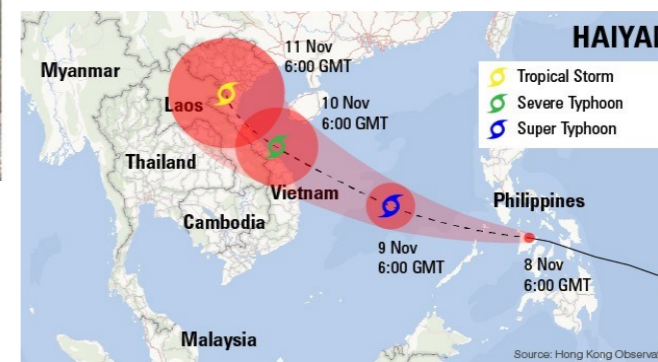 HAIYA
Tropical Storm
Severe Typhoon
Super Typhoon
11 Nov
6:00 GMT
Myanmar
Laos
10 Nov
6:00 GMT
Thailand
Vietnam
Philippines
Cambodia
9 Nov
6:00 GMT
8 Nov
6:00 GMT
Malaysia
Source: Hong Kong Observa